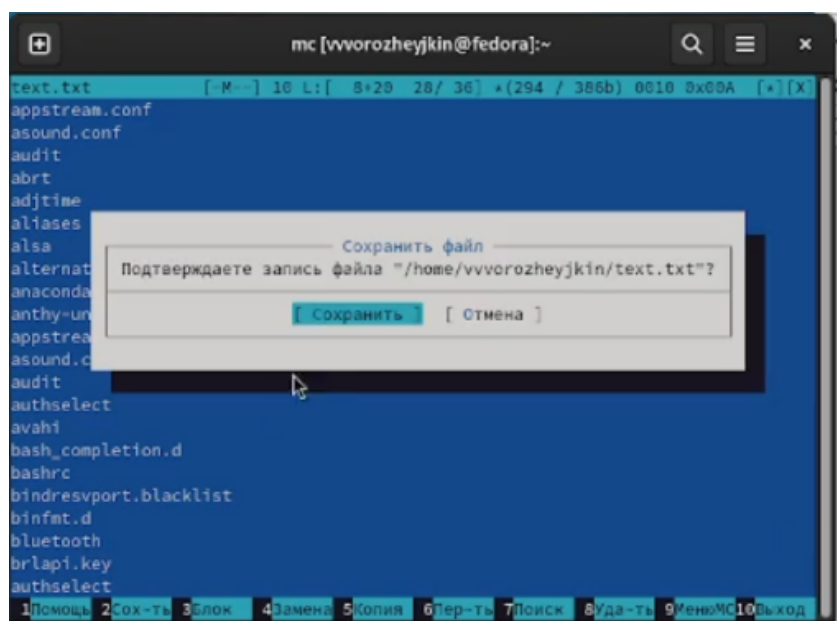 mc [vvvorozheyjkin@fedora]:~
text.txt [-M--] 10 L:[ 8+20 28/ 36] *(294 / 386b) 0010 0x00A [*][X]
appstream.conf
asound.conf
audit
abrt
adjtime
aliases
alsa
Сохранить файл
alternat
Подтверждаете запись файла "/home/vvvorozheyjkin/text.txt"?
anaconda
anthy-un
[ Сохранить ] [ Отмена ]
appstrea
asound.c
audit
authselect
avahi
bash_completion.d
bashrc
bindresvport.blacklist
binfmt.d
bluetooth
brlapi.key
authselect
1Помощь 2Сох-ть 3Блок 4Замена 5Копия 6Пер-ть 7Поиск 8Уда-ть 9МенюМС10Выход